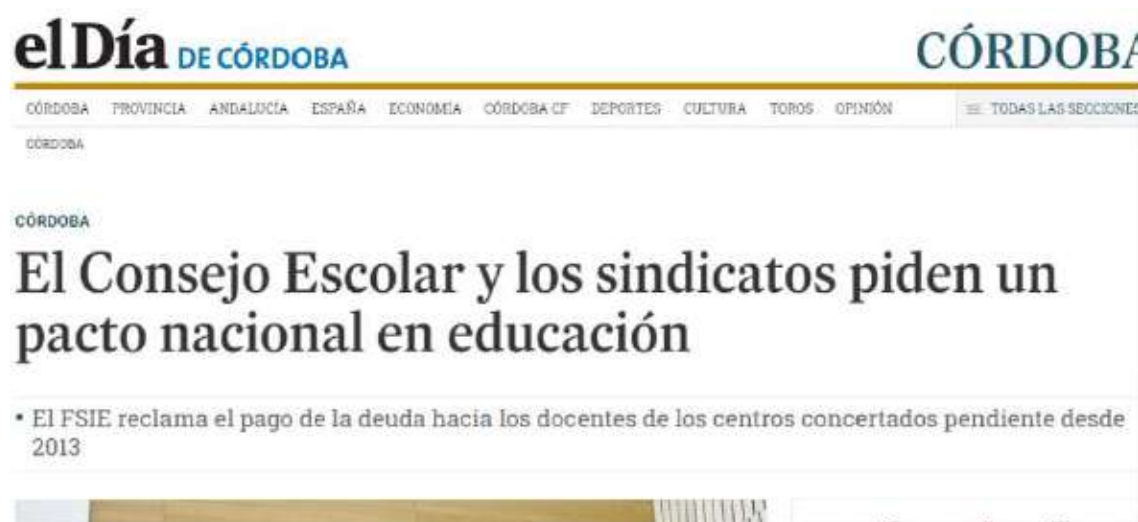 el Día DE CÓRDOBA
CÓRDOBA
CÓRDOBA PROVINCIA ANDALUCÍA ESPAÑA ECONOMÍA CÓRDOBA CF DEPORTES CULTURA TOROS OPINIÓN TODAS LAS SECCIONES
CÓRDOBA
CÓRDOBA
El Consejo Escolar y los sindicatos piden un
pacto nacional en educación
• El FSIE reclama el pago de la deuda hacia los docentes de los centros concertados pendiente desde
2013